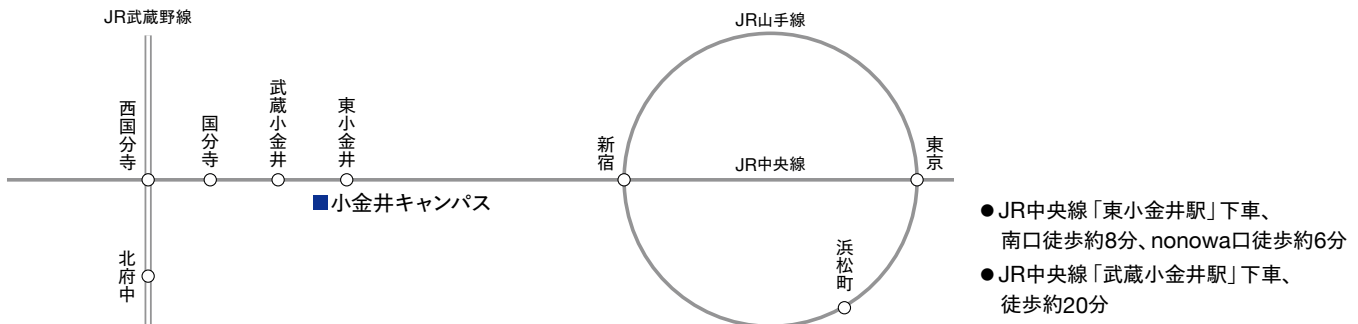 JR武蔵野線
JR山手線
西国分寺
国分寺
武蔵小金井
東小金井
新宿
JR中央線
東京
■小金井キャンパス
北府中
浜松町
●JR中央線「東小金井駅」下車、
南口徒歩約8分、nonowa口徒歩約6分
●JR中央線「武蔵小金井駅」下車、
徒歩約20分